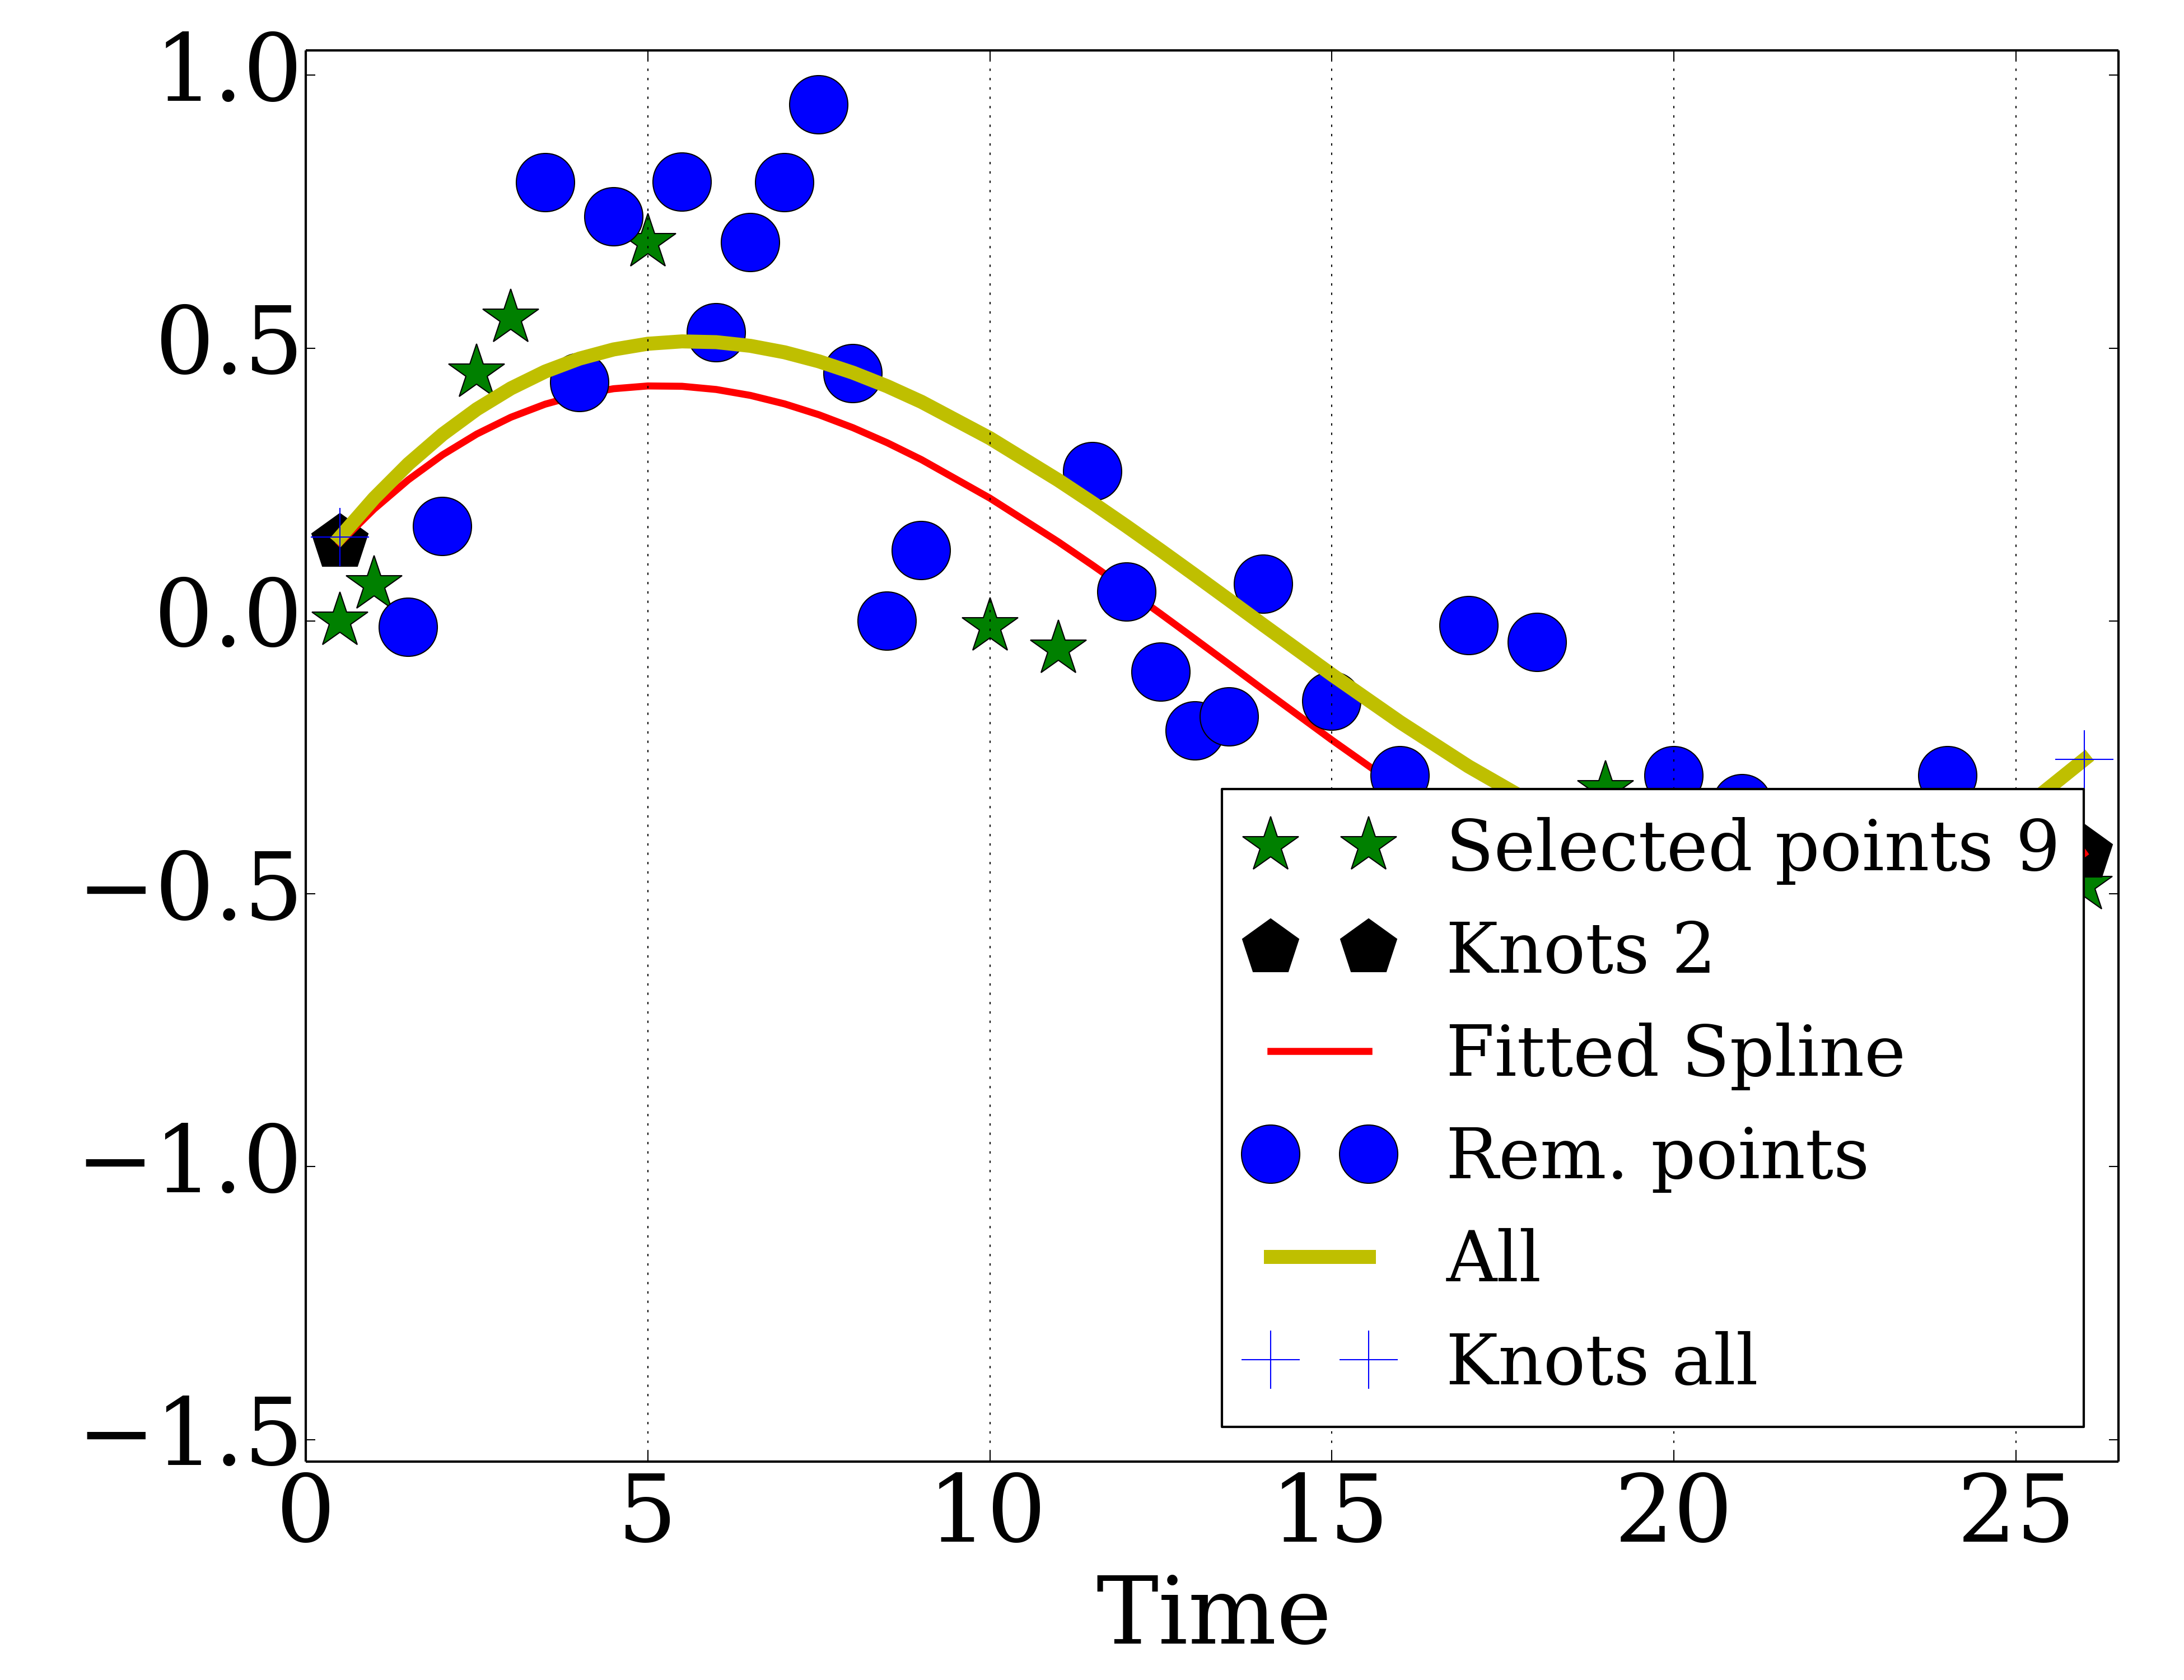 1.0
0.5
0.0
−0.5
−1.0
−1.5
0 5 10 15 20 25
Time
Selected points 9
Knots 2
Fitted Spline
Rem. points
All
Knots all